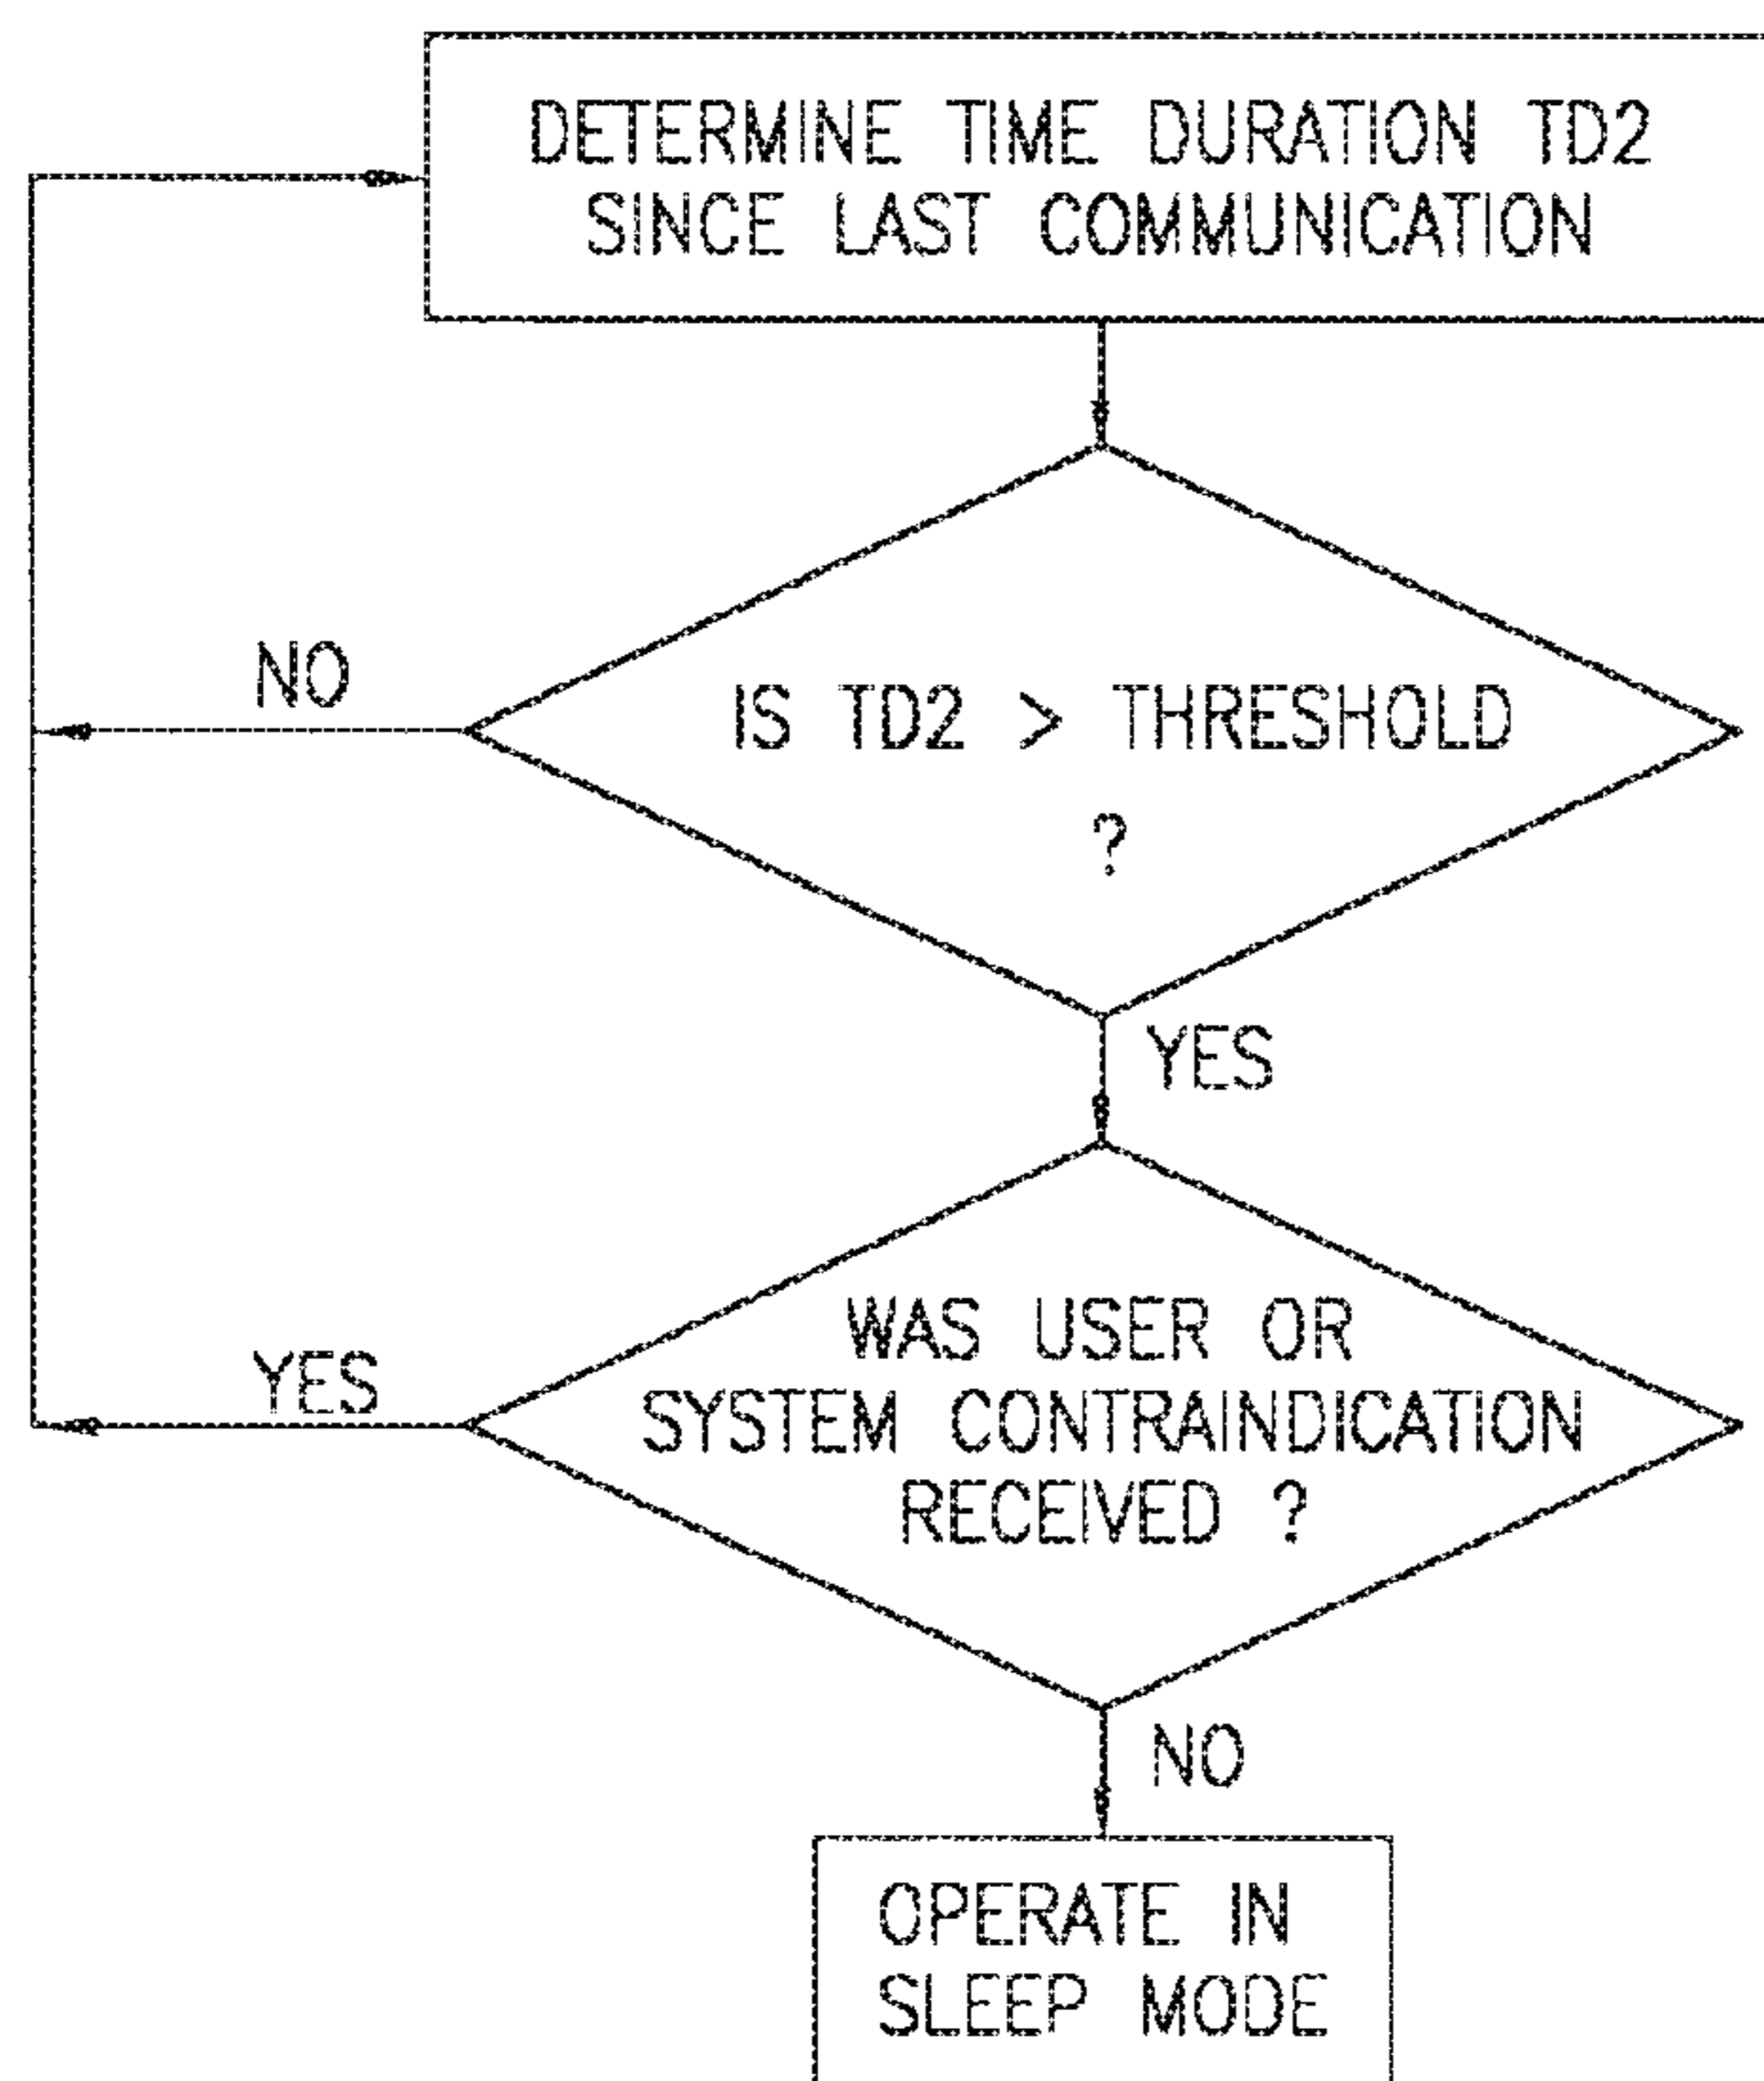 DETERMINE TIME DURATION TD2
SINCE LAST COMMUNICATION
NO
IS TD2 > THRESHOLD
?
YES
WAS USER OR
YES
SYSTEM CONTRAINDICATION
RECEIVED ?
NO
OPERATE IN
SLEEP MODE